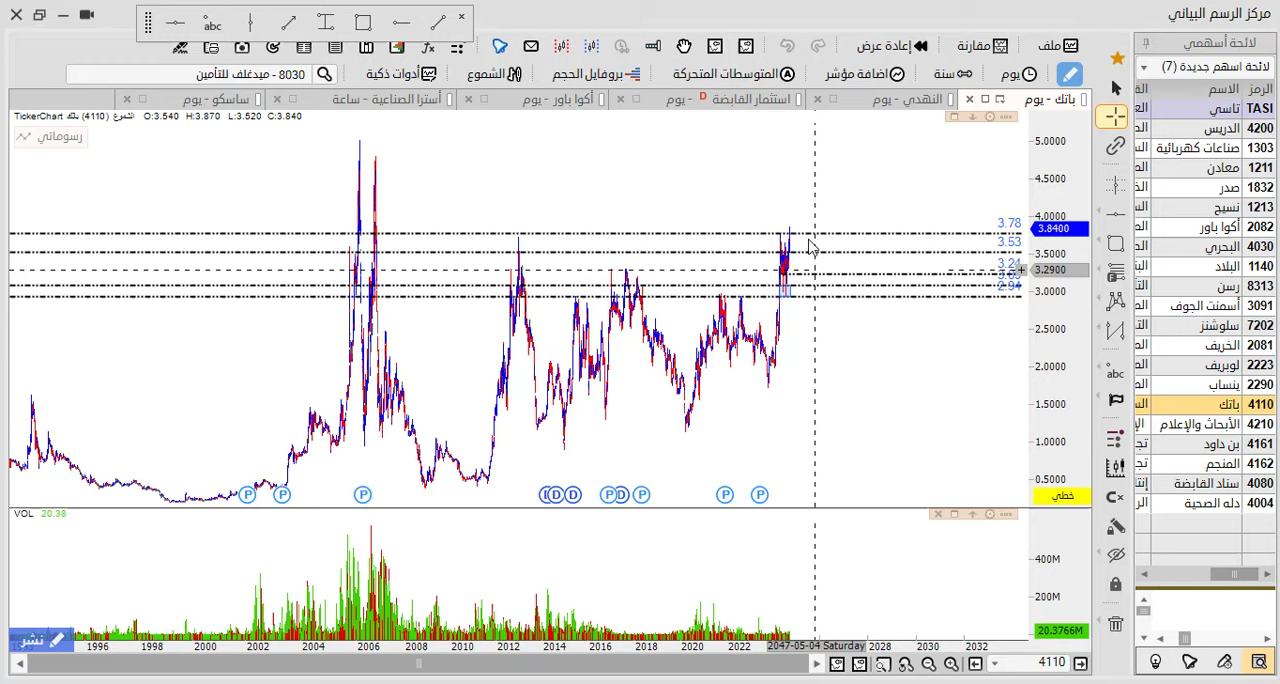 مركز الرسم البياني
abc
ملف
مقارنة
إعادة عرض
fx
يوم
سنة
اضافة مؤشر
المتوسطات المتحركة
بروفايل الحجم
الشموع
أدوات ذكية
8030 - ميدغلف للتأمين
باتك - يوم
النهدي - يوم
استثمار القابضة - يوم D
أكوا باور - يوم
أسترا الصناعية - ساعة
ساسكو - يوم
TickerChart (4110) O:3.540 H:3.870 L:3.520 C:3.840
رسوماتي
5.0000
4.5000
4.0000
3.78
3.8400
3.53
3.5000
3.24
3.2900
2.94
3.0000
2.5000
2.0000
1.5000
1.0000
0.5000
خطي
P P P D D P D P P P
VOL 20.38
400M
200M
20.3766M
نشر
1996 1998 2000 2002 2004 2006 2008 2010 2012 2014 2016 2018 2020 2022 2047-05-04 Saturday 2028 2030 2032
4110
لائحة أسهمي
لائحة اسهم جديدة (7)
الرمز الاسم
TASI تاسي
4200 الدريس
1303 صناعات كهربائية
1211 معادن
1832 صدر
1213 نسيج
2082 أكوا باور
4030 البحري
1140 البلاد
8313 رسن
3091 أسمنت الجوف
7202 سلوشنز
2081 الخريف
2223 لوبريف
2290 ينساب
4110 باتك
4210 الأبحاث والإعلام
4161 بن داود
4162 المنجم
4080 سناد القابضة
4004 دله الصحية
abc